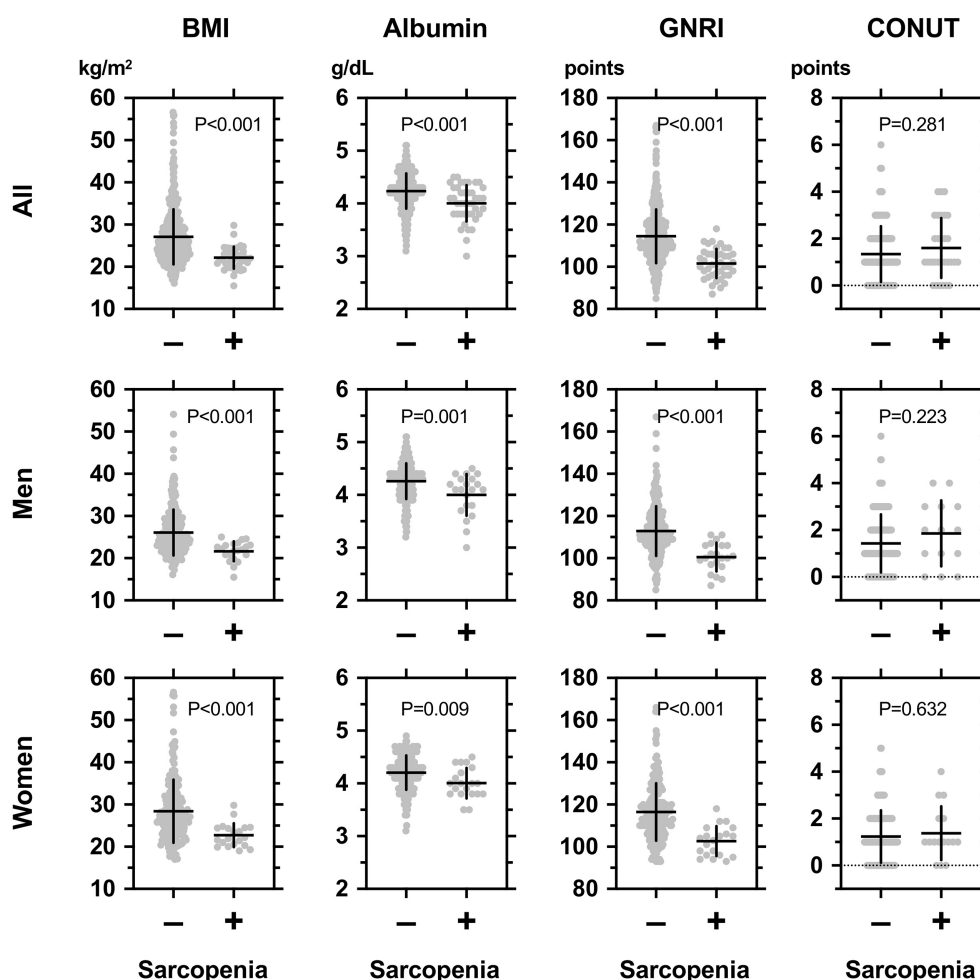 BMI Albumin GNRI CONUT
kg/m² g/dL points points
All
60 50 40 30 20 10
P<0.001
6 5 4 3 2
P<0.001
180 160 140 120 100 80
P<0.001
8 6 4 2 0
P=0.281
– + – + – + – +
Men
60 50 40 30 20 10
P<0.001
6 5 4 3 2
P=0.001
180 160 140 120 100 80
P<0.001
8 6 4 2 0
P=0.223
– + – + – + – +
Women
60 50 40 30 20 10
P<0.001
6 5 4 3 2
P=0.009
180 160 140 120 100 80
P<0.001
8 6 4 2 0
P=0.632
– + – + – + – +
Sarcopenia Sarcopenia Sarcopenia Sarcopenia